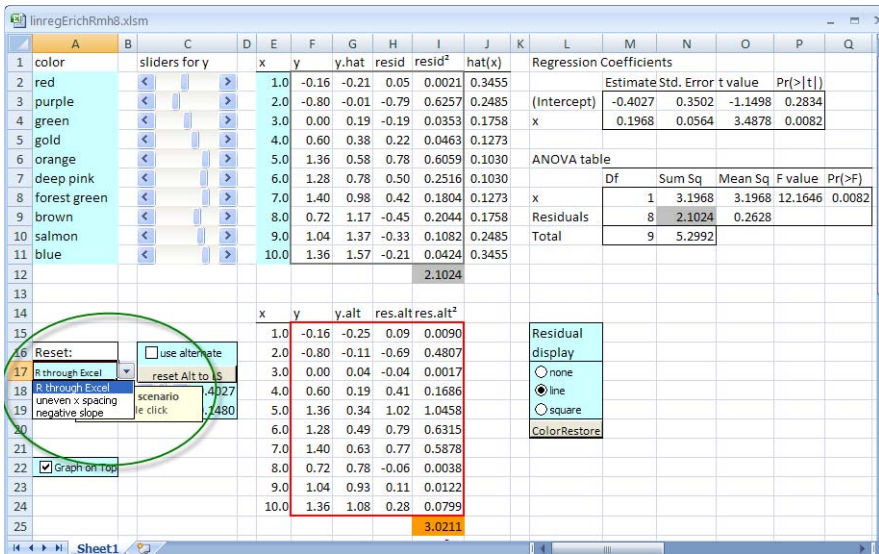 linregErichRmh8.xlsm
A B C D E F G H I J K L M N O P Q
1 color sliders for y x y y.hat resid resid² hat(x) Regression Coefficients
2 red 1.0 -0.16 -0.21 0.05 0.0021 0.3455 Estimate Std. Error t value Pr(>|t|)
3 purple 2.0 -0.80 -0.01 -0.79 0.6257 0.2485 (Intercept) -0.4027 0.3502 -1.1498 0.2834
4 green 3.0 0.00 0.19 -0.19 0.0353 0.1758 x 0.1968 0.0564 3.4878 0.0082
5 gold 4.0 0.60 0.38 0.22 0.0463 0.1273
6 orange 5.0 1.36 0.58 0.78 0.6059 0.1030 ANOVA table
7 deep pink 6.0 1.28 0.78 0.50 0.2516 0.1030 Df Sum Sq Mean Sq F value Pr(>F)
8 forest green 7.0 1.40 0.98 0.42 0.1804 0.1273 x 1 3.1968 3.1968 12.1646 0.0082
9 brown 8.0 0.72 1.17 -0.45 0.2044 0.1758 Residuals 8 2.1024 0.2628
10 salmon 9.0 1.04 1.37 -0.33 0.1082 0.2485 Total 9 5.2992
11 blue 10.0 1.36 1.57 -0.21 0.0424 0.3455
12 2.1024
13
14 x y y.alt res.alt res.alt²
15 1.0 -0.16 -0.25 0.09 0.0090 Residual
16 Reset: use alternate 2.0 -0.80 -0.11 -0.69 0.4807 display
17 R through Excel reset Alt to LS 3.0 0.00 0.04 -0.04 0.0017 none
18 R through Excel scenario .4027 4.0 0.60 0.19 0.41 0.1686 line
uneven x spacing
19 negative slope le click .1480 5.0 1.36 0.34 1.02 1.0458 square
20 6.0 1.28 0.49 0.79 0.6315 ColorRestore
21 7.0 1.40 0.63 0.77 0.5878
22 Graph on Top 8.0 0.72 0.78 -0.06 0.0038
23 9.0 1.04 0.93 0.11 0.0122
24 10.0 1.36 1.08 0.28 0.0799
25 3.0211
Sheet1